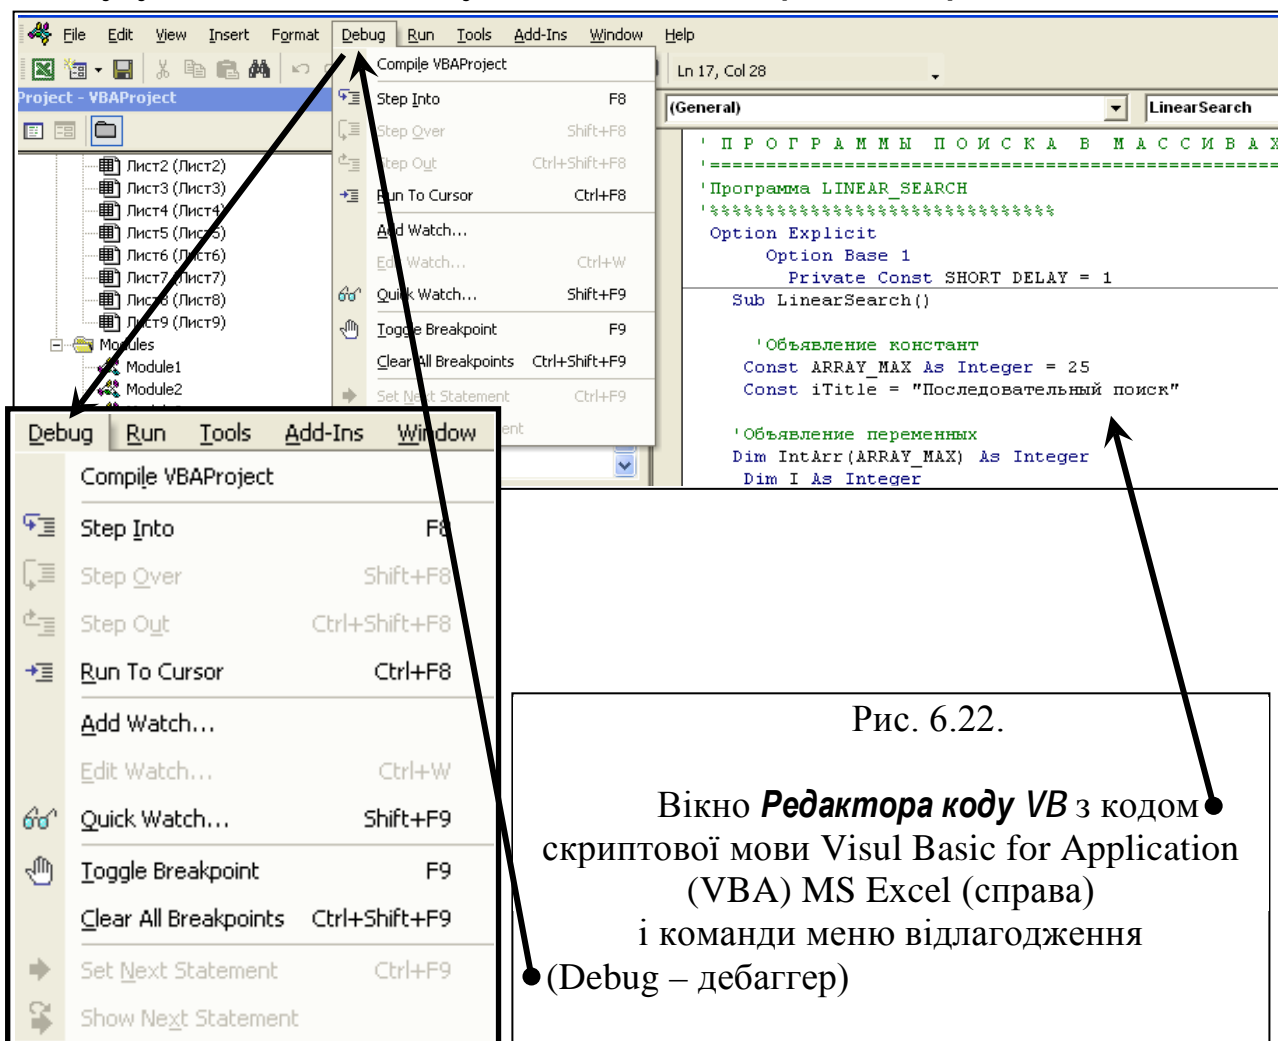 File Edit View Insert Format Debug Run Tools Add-Ins Window Help
Ln 17, Col 28
Project - VBAProject
Лист2 (Лист2)
Лист3 (Лист3)
Лист4 (Лист4)
Лист5 (Лист5)
Лист6 (Лист6)
Лист7 (Лист7)
Лист8 (Лист8)
Лист9 (Лист9)
Modules
Module1
Module2
Compile VBAProject
Step Into F8
Step Over Shift+F8
Step Out Ctrl+Shift+F8
Run To Cursor Ctrl+F8
Add Watch...
Edit Watch... Ctrl+W
Quick Watch... Shift+F9
Toggle Breakpoint F9
Clear All Breakpoints Ctrl+Shift+F9
Set Next Statement Ctrl+F9
(General) LinearSearch
' П Р О Г Р А М М Ы П О И С К А В М А С С И В А Х
'==================================================
'Программа LINEAR_SEARCH
'%%%%%%%%%%%%%%%%%%%%%%%%%%%%%%%
Option Explicit
Option Base 1
Private Const SHORT DELAY = 1
Sub LinearSearch()
'Объявление констант
Const ARRAY_MAX As Integer = 25
Const iTitle = "Последовательный поиск"
'Объявление переменных
Dim IntArr(ARRAY_MAX) As Integer
Dim I As Integer
Debug Run Tools Add-Ins Window
Compile VBAProject
Step Into F8
Step Over Shift+F8
Step Out Ctrl+Shift+F8
Run To Cursor Ctrl+F8
Add Watch...
Edit Watch... Ctrl+W
Quick Watch... Shift+F9
Toggle Breakpoint F9
Clear All Breakpoints Ctrl+Shift+F9
Set Next Statement Ctrl+F9
Show Next Statement
Рис. 6.22.
Вікно Редактора коду VB з кодом
скриптової мови Visul Basic for Application
(VBA) MS Excel (справа)
і команди меню відлагодження
(Debug – дебаггер)